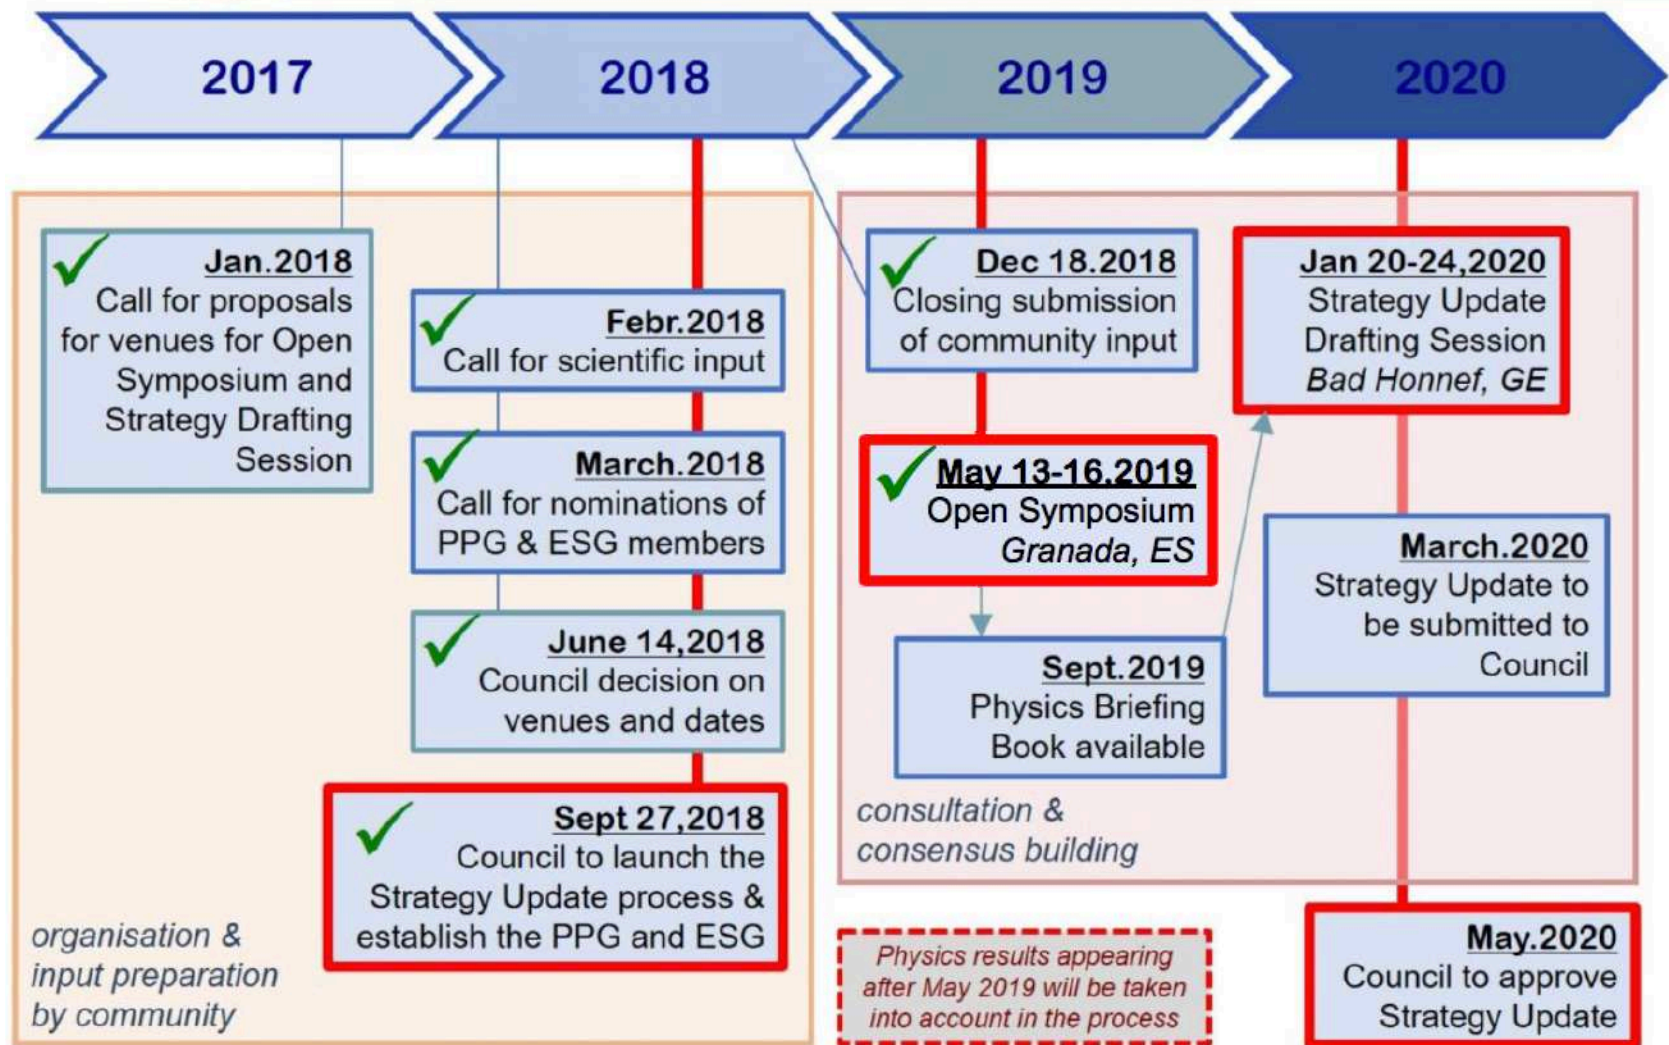 2017
2018
2019
2020
Jan.2018
Call for proposals
for venues for Open
Symposium and
Strategy Drafting
Session
Febr.2018
Call for scientific input
March.2018
Call for nominations of
PPG & ESG members
June 14,2018
Council decision on
venues and dates
Sept 27,2018
Council to launch the
Strategy Update process &
establish the PPG and ESG
organisation &
input preparation
by community
Dec 18.2018
Closing submission
of community input
May 13-16,2019
Open Symposium
Granada, ES
Sept.2019
Physics Briefing
Book available
consultation &
consensus building
Jan 20-24,2020
Strategy Update
Drafting Session
Bad Honnef, GE
March.2020
Strategy Update to
be submitted to
Council
Physics results appearing
after May 2019 will be taken
into account in the process
May.2020
Council to approve
Strategy Update